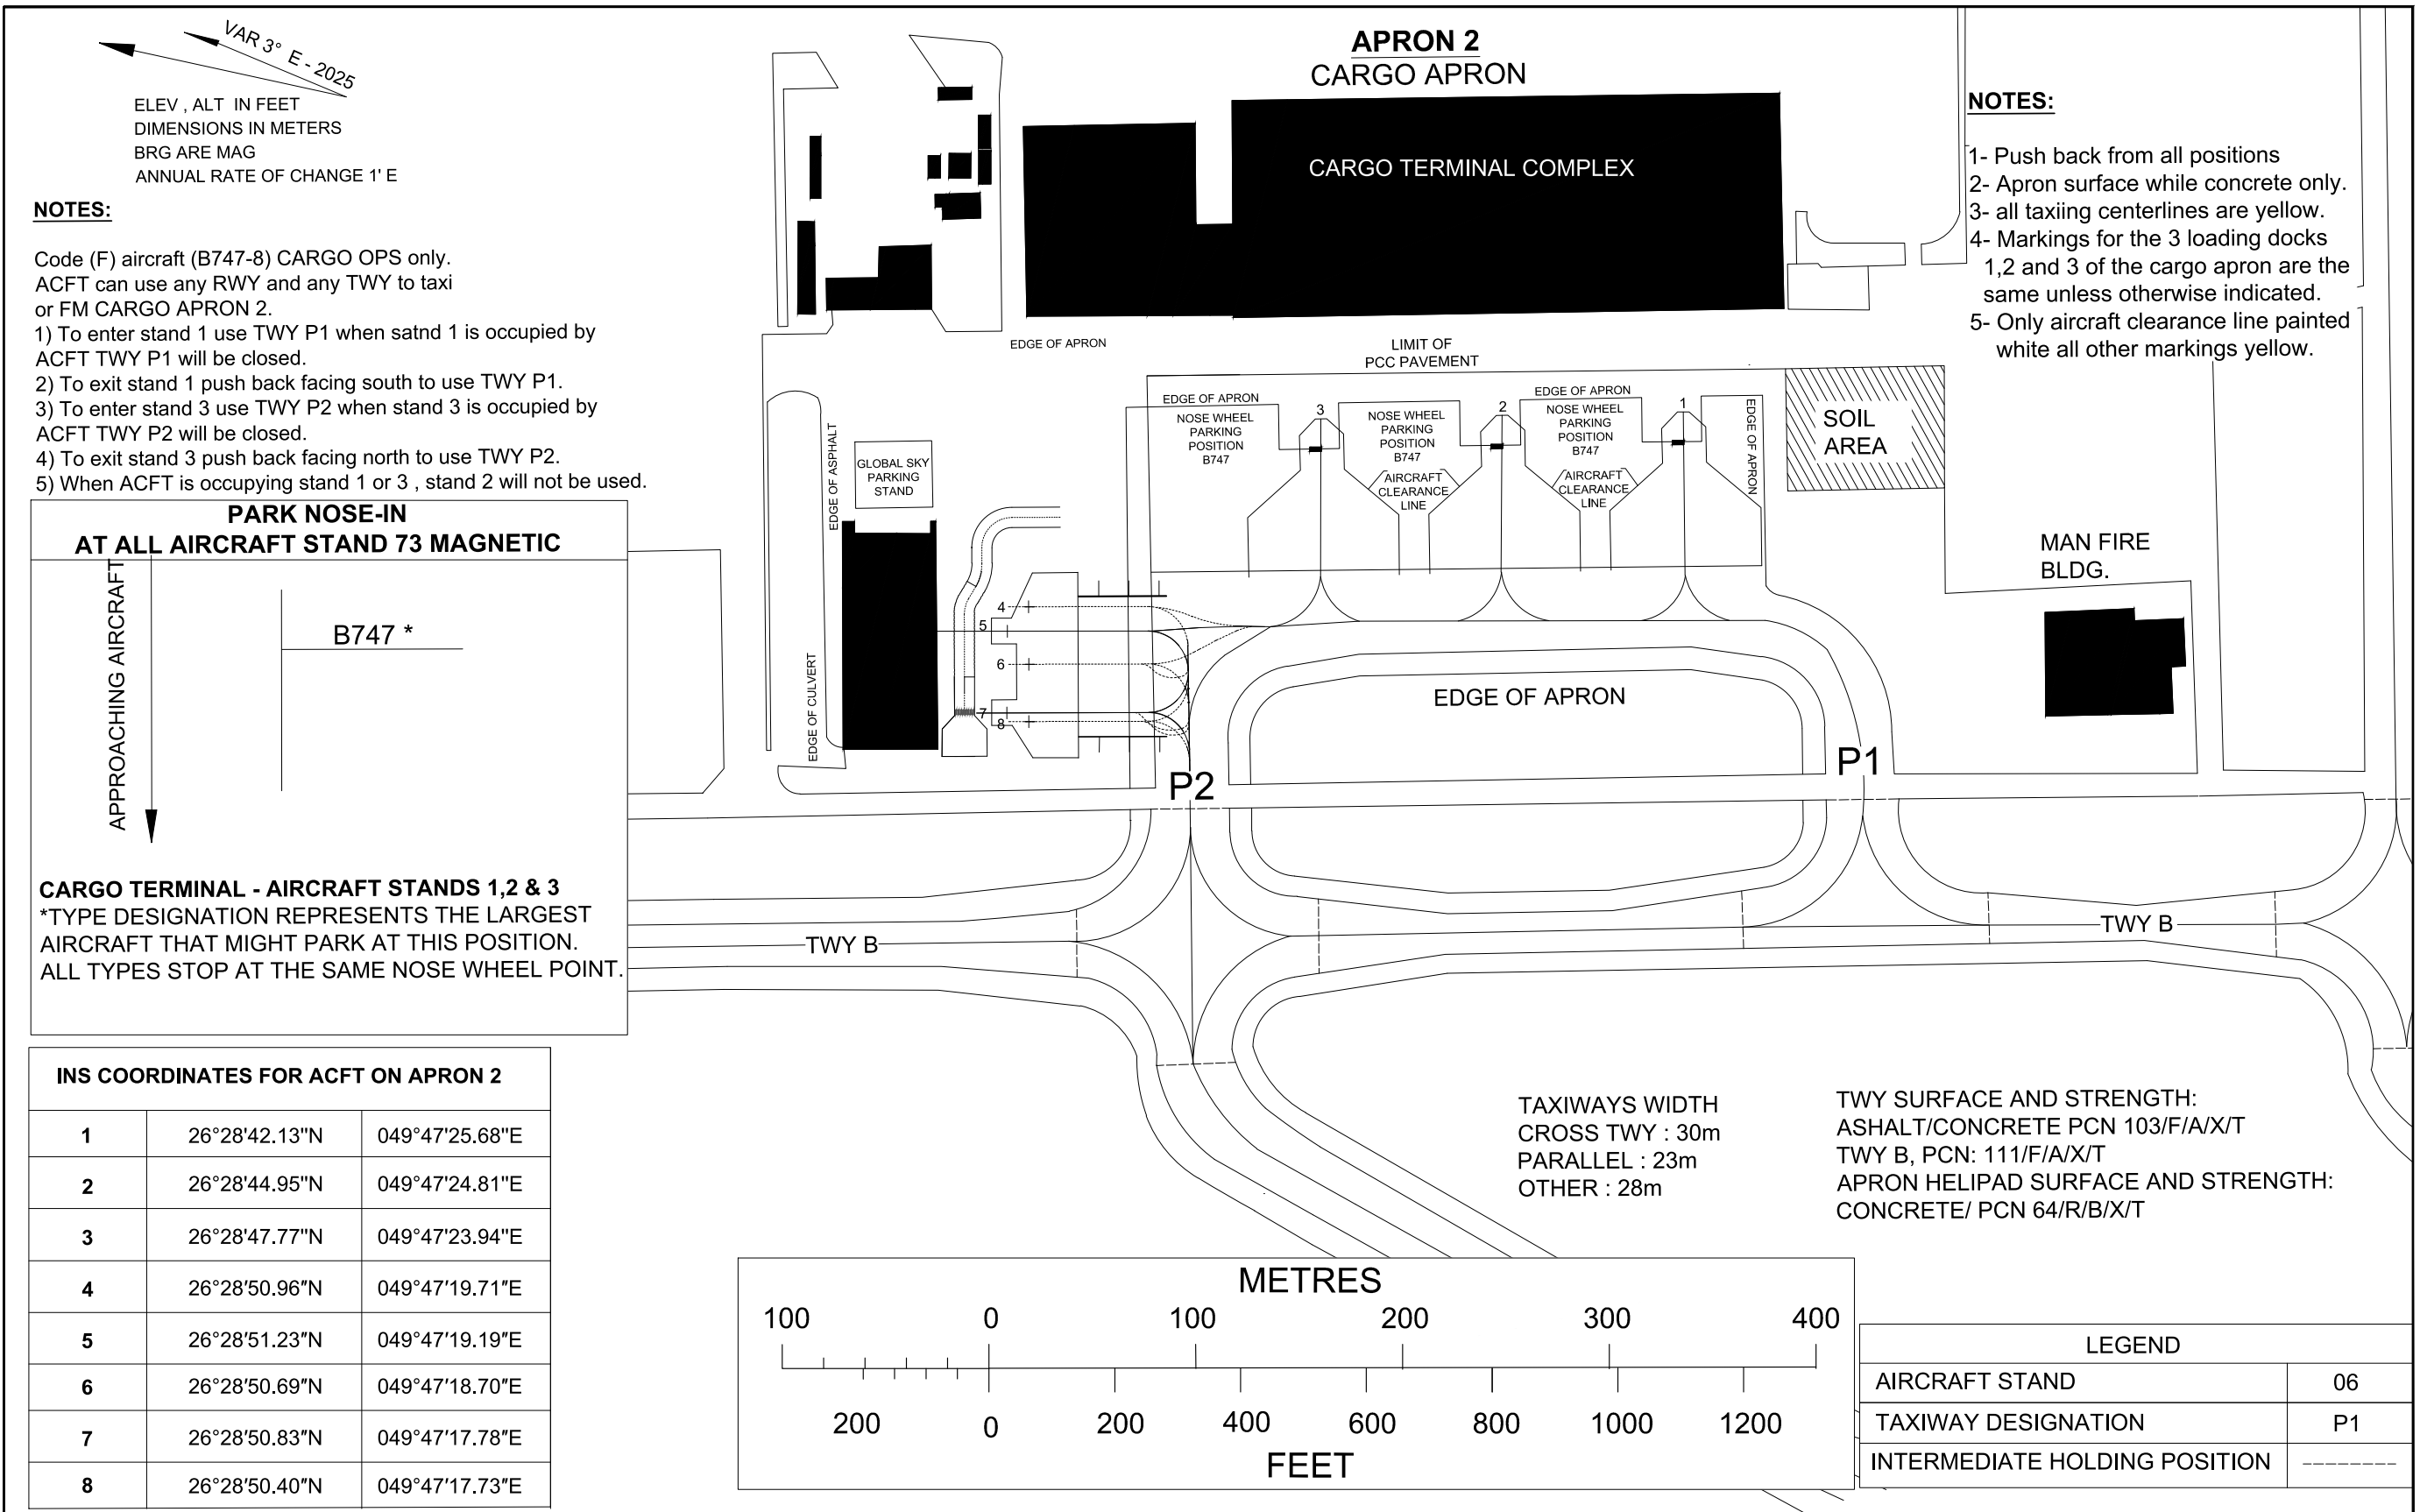 VAR 3° E - 2025
ELEV , ALT IN FEET
DIMENSIONS IN METERS
BRG ARE MAG
ANNUAL RATE OF CHANGE 1' E
NOTES:
Code (F) aircraft (B747-8) CARGO OPS only.
ACFT can use any RWY and any TWY to taxi
or FM CARGO APRON 2.
1) To enter stand 1 use TWY P1 when satnd 1 is occupied by
ACFT TWY P1 will be closed.
2) To exit stand 1 push back facing south to use TWY P1.
3) To enter stand 3 use TWY P2 when stand 3 is occupied by
ACFT TWY P2 will be closed.
4) To exit stand 3 push back facing north to use TWY P2.
5) When ACFT is occupying stand 1 or 3 , stand 2 will not be used.
PARK NOSE-IN
AT ALL AIRCRAFT STAND 73 MAGNETIC
APPROACHING AIRCRAFT
B747 *
CARGO TERMINAL - AIRCRAFT STANDS 1,2 & 3
*TYPE DESIGNATION REPRESENTS THE LARGEST
AIRCRAFT THAT MIGHT PARK AT THIS POSITION.
ALL TYPES STOP AT THE SAME NOSE WHEEL POINT.
INS COORDINATES FOR ACFT ON APRON 2
1 26°28'42.13"N 049°47'25.68"E
2 26°28'44.95"N 049°47'24.81"E
3 26°28'47.77"N 049°47'23.94"E
4 26°28'50.96"N 049°47'19.71"E
5 26°28'51.23"N 049°47'19.19"E
6 26°28'50.69"N 049°47'18.70"E
7 26°28'50.83"N 049°47'17.78"E
8 26°28'50.40"N 049°47'17.73"E
APRON 2
CARGO APRON
CARGO TERMINAL COMPLEX
EDGE OF APRON
LIMIT OF
PCC PAVEMENT
EDGE OF APRON
NOSE WHEEL
PARKING
POSITION
B747
3
NOSE WHEEL
PARKING
POSITION
B747
AIRCRAFT
CLEARANCE
LINE
2
EDGE OF APRON
NOSE WHEEL
PARKING
POSITION
B747
AIRCRAFT
CLEARANCE
LINE
1
EDGE OF APRON
SOIL
AREA
EDGE OF ASPHALT
GLOBAL SKY
PARKING
STAND
EDGE OF CULVERT
4
5
6
7
8
EDGE OF APRON
MAN FIRE
BLDG.
P2
P1
TWY B
TWY B
NOTES:
1- Push back from all positions
2- Apron surface while concrete only.
3- all taxiing centerlines are yellow.
4- Markings for the 3 loading docks
1,2 and 3 of the cargo apron are the
same unless otherwise indicated.
5- Only aircraft clearance line painted
white all other markings yellow.
TAXIWAYS WIDTH
CROSS TWY : 30m
PARALLEL : 23m
OTHER : 28m
TWY SURFACE AND STRENGTH:
ASHALT/CONCRETE PCN 103/F/A/X/T
TWY B, PCN: 111/F/A/X/T
APRON HELIPAD SURFACE AND STRENGTH:
CONCRETE/ PCN 64/R/B/X/T
METRES
100 0 100 200 300 400
200 0 200 400 600 800 1000 1200
FEET
LEGEND
AIRCRAFT STAND 06
TAXIWAY DESIGNATION P1
INTERMEDIATE HOLDING POSITION